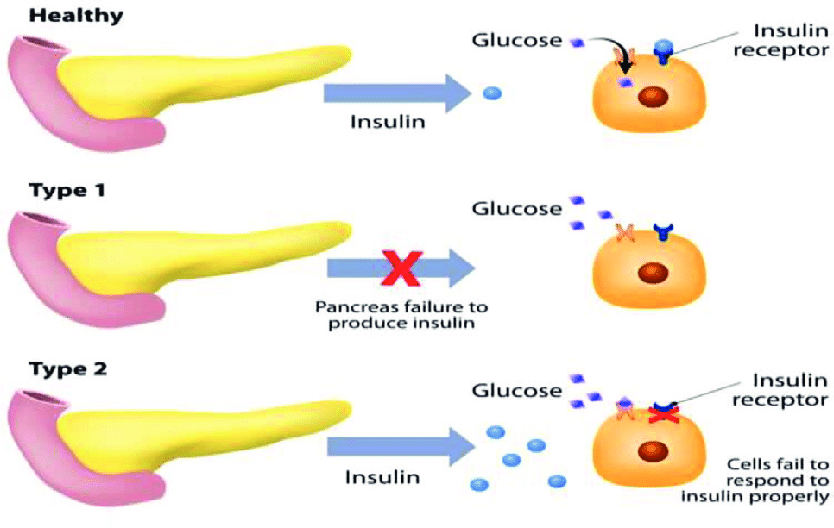 Healthy
Glucose
Insulin
receptor
Insulin
Type 1
Glucose
Pancreas failure to
produce insulin
Type 2
Glucose
Insulin
receptor
Insulin
Cells fail to
respond to
insulin properly